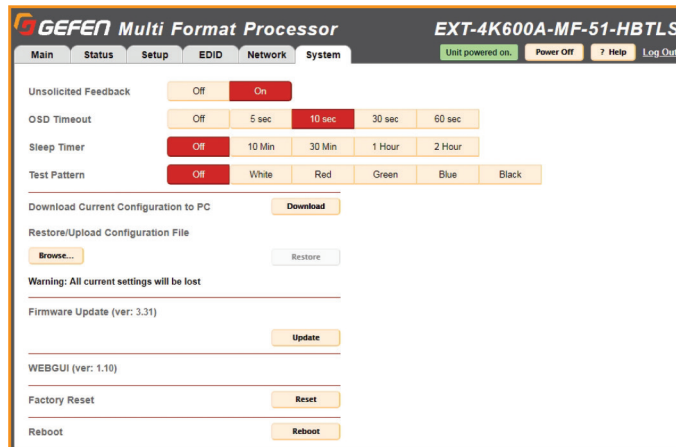 GEFEN Multi Format Processor EXT-4K600A-MF-51-HBTLS
Main Status Setup EDID Network System Unit powered on. Power Off ? Help Log Out
Unsolicited Feedback Off On
OSD Timeout Off 5 sec 10 sec 30 sec 60 sec
Sleep Timer Off 10 Min 30 Min 1 Hour 2 Hour
Test Pattern Off White Red Green Blue Black
Download Current Configuration to PC Download
Restore/Upload Configuration File
Browse... Restore
Warning: All current settings will be lost
Firmware Update (ver: 3.31)
Update
WEBGUI (ver: 1.10)
Factory Reset Reset
Reboot Reboot